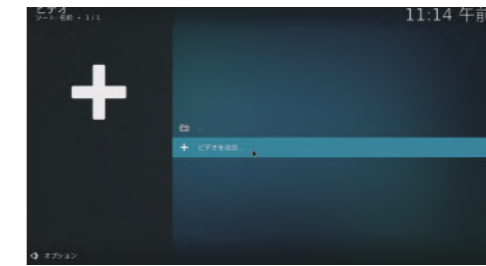 ビデオ
ソート: 名前 • 1 / 1
11:14 午前
..
ビデオを追加...
オプション